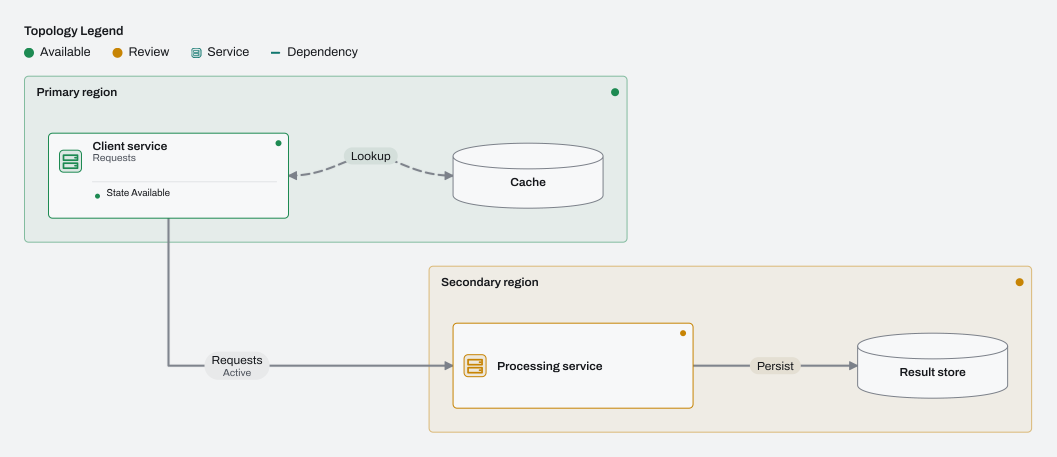 Topology Legend
Available
Review
Service
Dependency
Primary region
Client service
Requests
State Available
Lookup
Cache
Secondary region
Requests
Active
Processing service
Persist
Result store